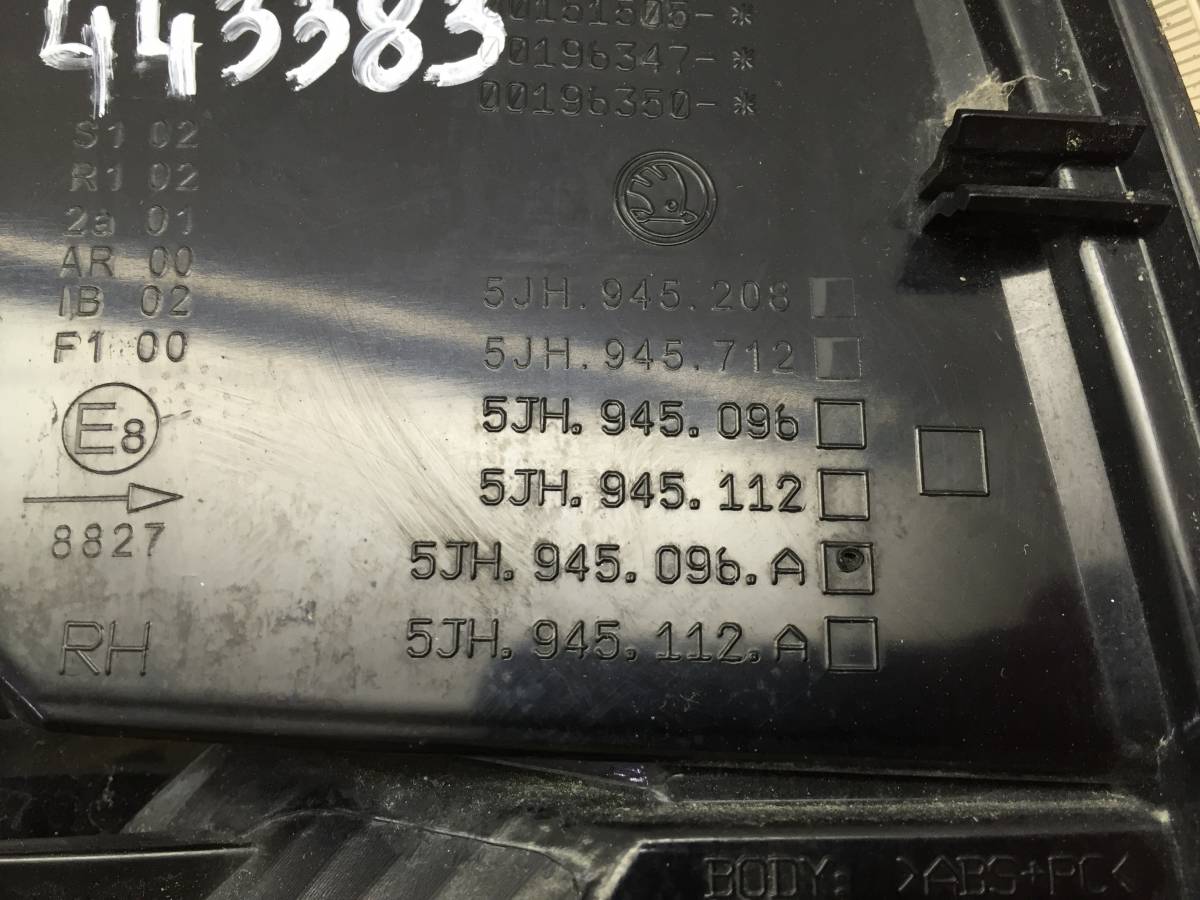 443383
00151505-*
00196347-*
00196350-*
S1 02
R1 02
2a 01
AR 00
IB 02
F1 00
E8
8827
RH
5JH.945.208
5JH.945.712
5JH.945.096
5JH.945.112
5JH.945.096.A
5JH.945.112.A
BODY: >ABS+PC<